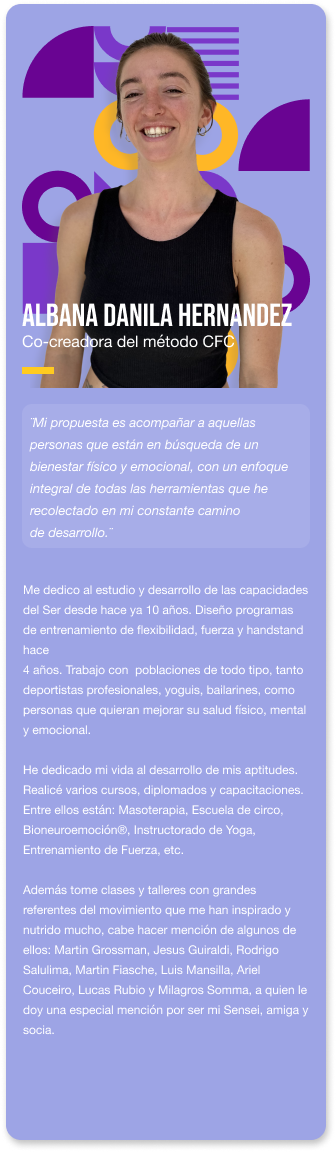 ALBANA DANILA HERNANDEZ
Co-creadora del método CFC
¨Mi propuesta es acompañar a aquellas
personas que están en búsqueda de un
bienestar físico y emocional, con un enfoque
integral de todas las herramientas que he
recolectado en mi constante camino
de desarrollo.¨
Me dedico al estudio y desarrollo de las capacidades
del Ser desde hace ya 10 años. Diseño programas
de entrenamiento de flexibilidad, fuerza y handstand
hace
4 años. Trabajo con  poblaciones de todo tipo, tanto
deportistas profesionales, yoguis, bailarines, como
personas que quieran mejorar su salud físico, mental
y emocional.
He dedicado mi vida al desarrollo de mis aptitudes.
Realicé varios cursos, diplomados y capacitaciones.
Entre ellos están: Masoterapia, Escuela de circo,
Bioneuroemoción®, Instructorado de Yoga,
Entrenamiento de Fuerza, etc.
Además tome clases y talleres con grandes
referentes del movimiento que me han inspirado y
nutrido mucho, cabe hacer mención de algunos de
ellos: Martin Grossman, Jesus Guiraldi, Rodrigo
Salulima, Martin Fiasche, Luis Mansilla, Ariel
Couceiro, Lucas Rubio y Milagros Somma, a quien le
doy una especial mención por ser mi Sensei, amiga y
socia.